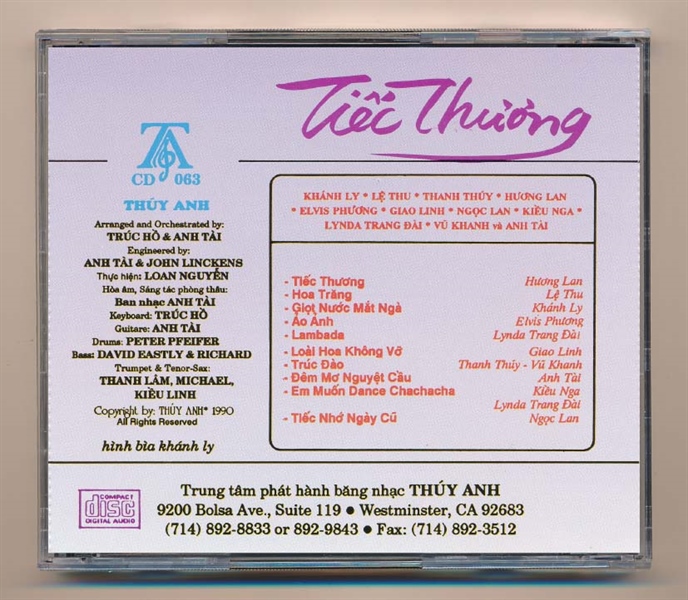 Tiếc Thương
TA
CD 063
THÚY ANH
Arranged and Orchestrated by:
TRÚC HỒ & ANH TÀI
Engineered by:
ANH TÀI & JOHN LINCKENS
Thực hiện: LOAN NGUYỄN
Hòa âm, Sáng tác phòng thâu:
Ban nhạc ANH TÀI
Keyboard: TRÚC HỒ
Guitare: ANH TÀI
Drums: PETER PFEIFER
Bass: DAVID EASTLY & RICHARD
Trumpet & Tenor-Sax:
THANH LÂM, MICHAEL,
KIỀU LINH
Copyright by: THÚY ANH® 1990
All Rights Reserved
hình bìa khánh ly
KHÁNH LY * LỆ THU * THANH THÚY * HƯƠNG LAN
* ELVIS PHƯƠNG * GIAO LINH * NGỌC LAN * KIỀU NGA *
LYNDA TRANG ĐÀI * VŨ KHANH và ANH TÀI
- Tiếc Thương Hương Lan
- Hoa Trăng Lệ Thu
- Giọt Nước Mắt Ngà Khánh Ly
- Ảo Ảnh Elvis Phương
- Lambada Lynda Trang Đài
- Loài Hoa Không Vỡ Giao Linh
- Trúc Đào Thanh Thúy - Vũ Khanh
- Đêm Mơ Nguyệt Cầu Anh Tài
- Em Muốn Dance Chachacha Kiều Nga
Lynda Trang Đài
- Tiếc Nhớ Ngày Cũ Ngọc Lan
COMPACT
disc
DIGITAL AUDIO
Trung tâm phát hành băng nhạc THÚY ANH
9200 Bolsa Ave., Suite 119 ● Westminster, CA 92683
(714) 892-8833 or 892-9843 ● Fax: (714) 892-3512